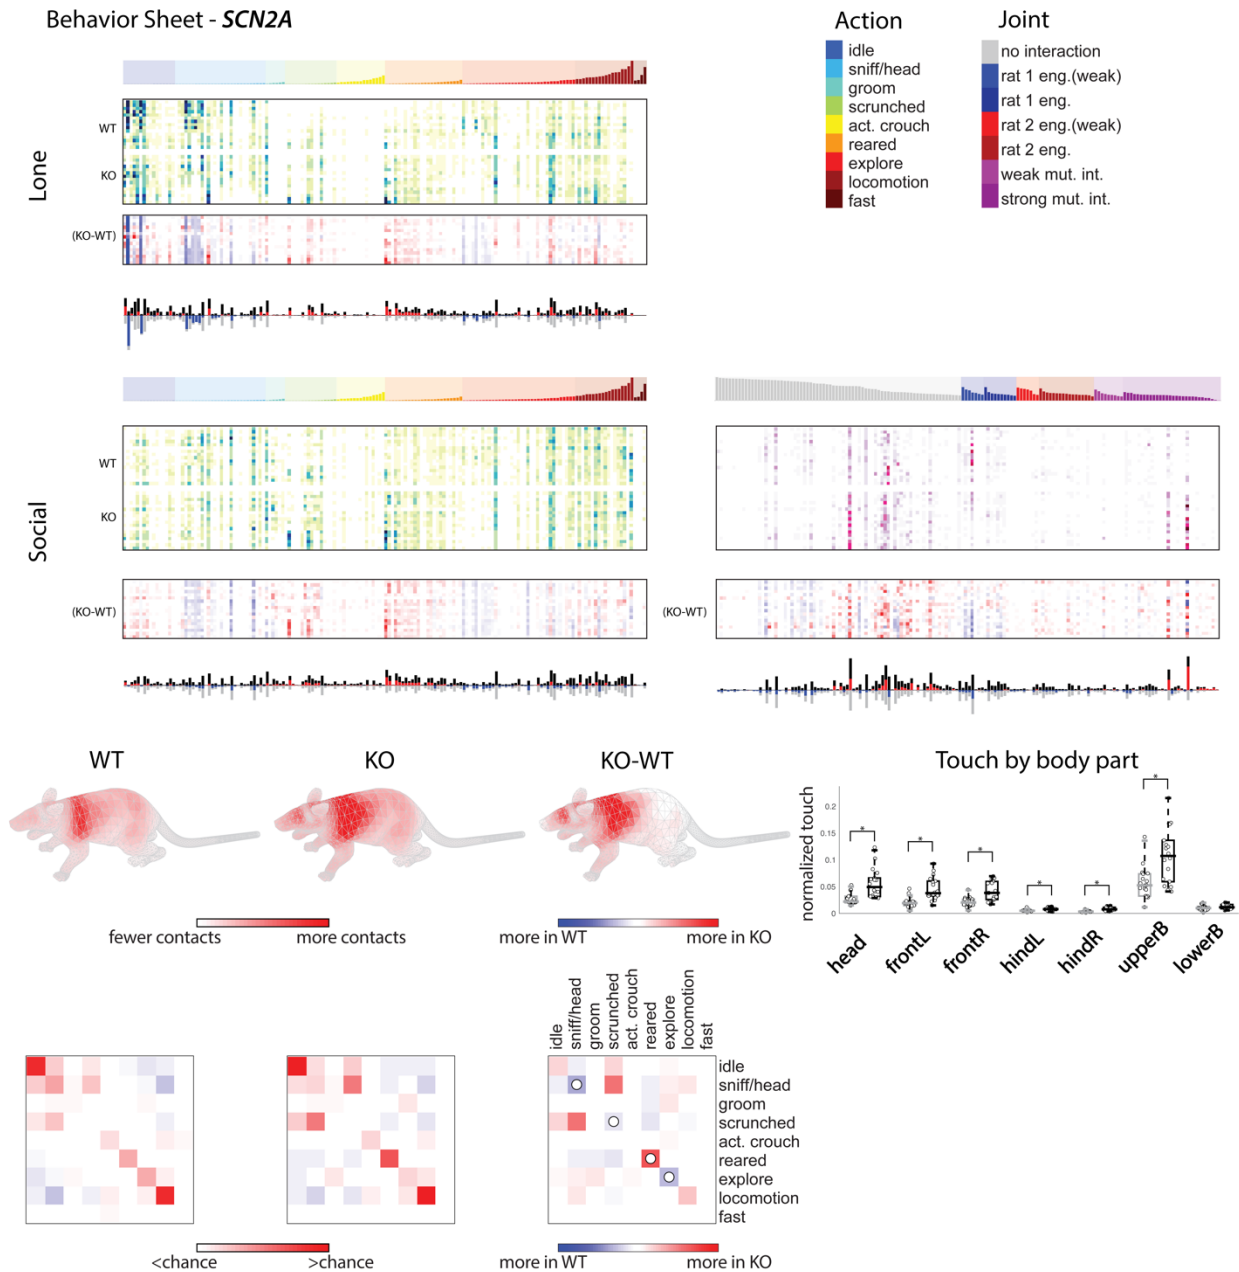 Behavior Sheet - SCN2A
Action
idle
sniff/head
groom
scrunched
act. crouch
reared
explore
locomotion
fast
Joint
no interaction
rat 1 eng.(weak)
rat 1 eng.
rat 2 eng.(weak)
rat 2 eng.
weak mut. int.
strong mut. int.
Lone
WT
KO
(KO-WT)
Social
WT
KO
(KO-WT)
(KO-WT)
WT
KO
KO-WT
fewer contacts
more contacts
more in WT
more in KO
Touch by body part
normalized touch
0.2
0.15
0.1
0.05
0
* * * * * *
head
frontL
frontR
hindL
hindR
upperB
lowerB
idle
sniff/head
groom
scrunched
act. crouch
reared
explore
locomotion
fast
idle
sniff/head
groom
scrunched
act. crouch
reared
explore
locomotion
fast
<chance
>chance
more in WT
more in KO